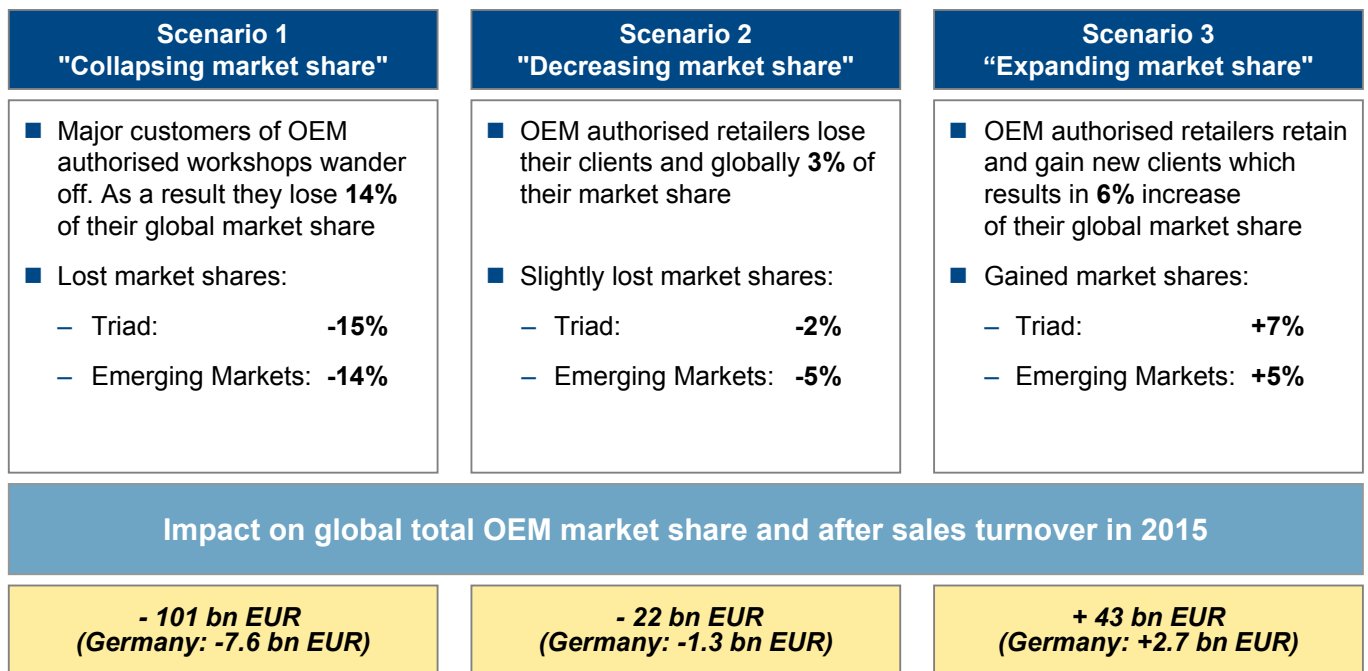 Scenario 1
"Collapsing market share"
Major customers of OEM
authorised workshops wander
off. As a result they lose 14%
of their global market share
Lost market shares:
– Triad: -15%
– Emerging Markets: -14%
Scenario 2
"Decreasing market share"
OEM authorised retailers lose
their clients and globally 3% of
their market share
Slightly lost market shares:
– Triad: -2%
– Emerging Markets: -5%
Scenario 3
“Expanding market share"
OEM authorised retailers retain
and gain new clients which
results in 6% increase
of their global market share
Gained market shares:
– Triad: +7%
– Emerging Markets: +5%
Impact on global total OEM market share and after sales turnover in 2015
- 101 bn EUR
(Germany: -7.6 bn EUR)
- 22 bn EUR
(Germany: -1.3 bn EUR)
+ 43 bn EUR
(Germany: +2.7 bn EUR)